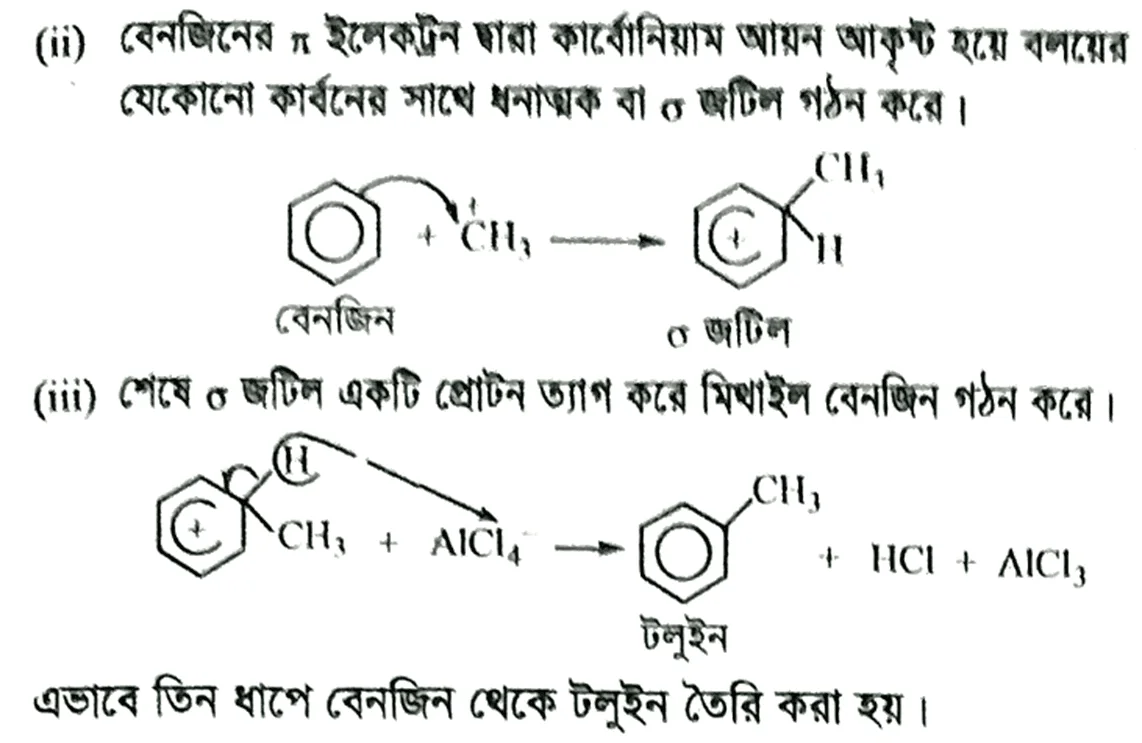 (ii) বেনজিনের π ইলেকট্রন দ্বারা কার্বোনিয়াম আয়ন আকৃষ্ট হয়ে বলয়ের
যেকোনো কার্বনের সাথে ধনাত্মক বা σ জটিল গঠন করে।
CH₃
+ C⁺H₃ ⟶ + H
বেনজিন σ জটিল
(iii) শেষে σ জটিল একটি প্রোটন ত্যাগ করে মিথাইল বেনজিন গঠন করে।
H
CH₃
+ CH₃ + AlCl₄⁻ ⟶ + HCl + AlCl₃
টলুইন
এভাবে তিন ধাপে বেনজিন থেকে টলুইন তৈরি করা হয়।